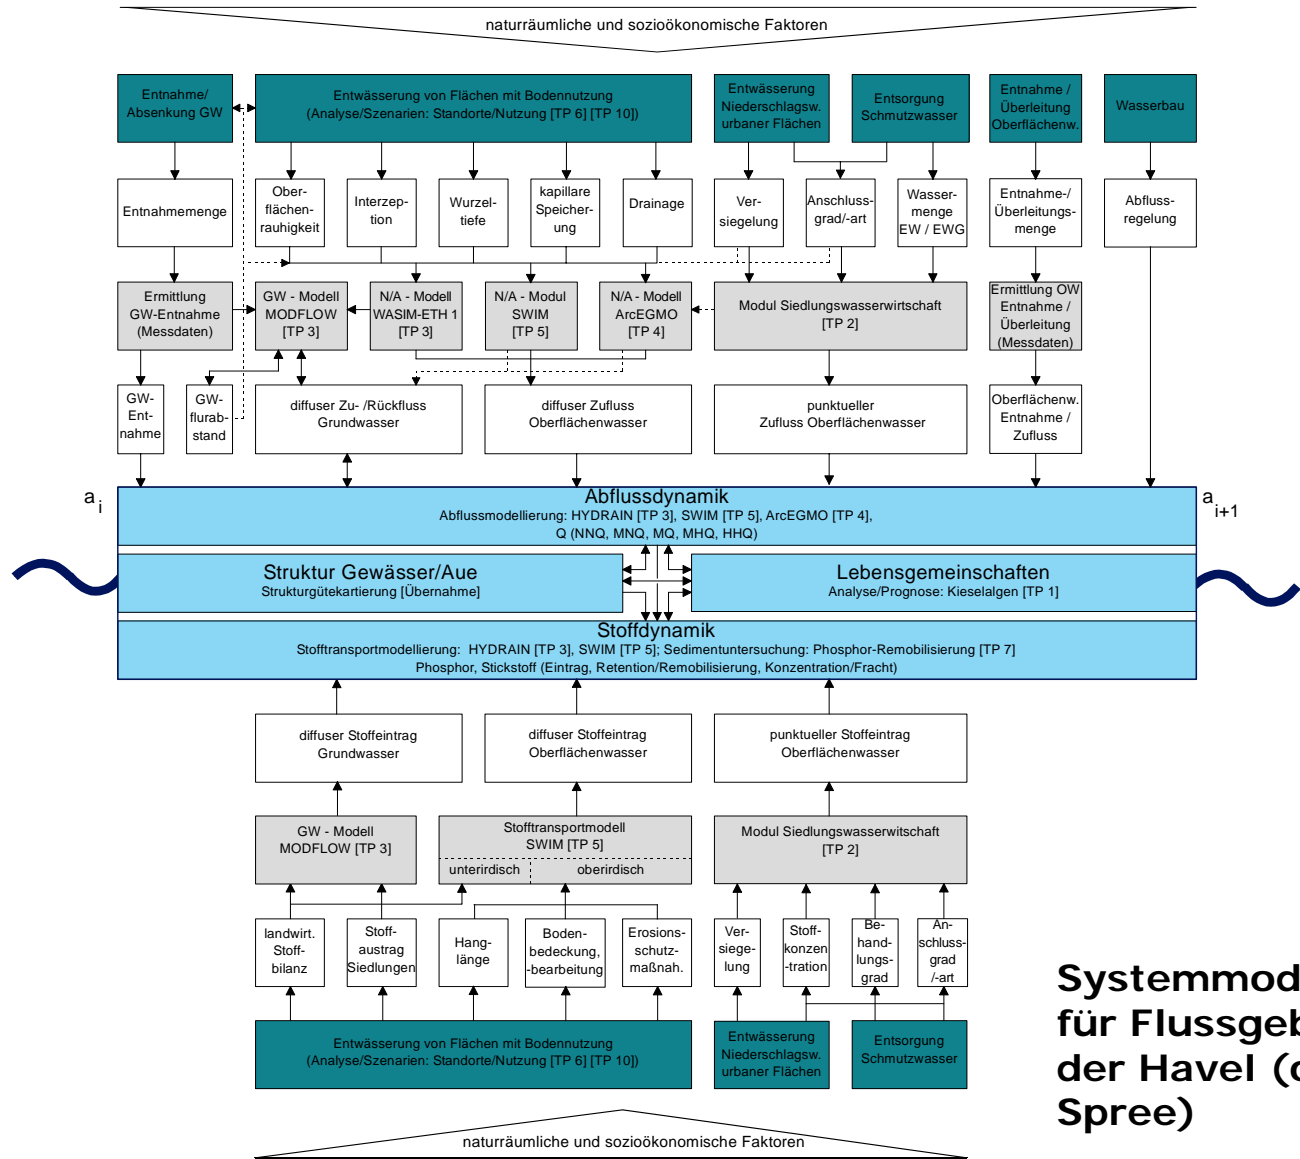 naturräumliche und sozioökonomische Faktoren
Entnahme/
Absenkung GW
Entwässerung von Flächen mit Bodennutzung
(Analyse/Szenarien: Standorte/Nutzung [TP 6] [TP 10])
Entwässerung
Niederschlagsw.
urbaner Flächen
Entsorgung
Schmutzwasser
Entnahme /
Überleitung
Oberflächenw.
Wasserbau
Entnahmemenge
Ober-
flächen-
rauhigkeit
Interzep-
tion
Wurzel-
tiefe
kapillare
Speicher-
ung
Drainage
Ver-
siegelung
Anschluss-
grad/-art
Wasser-
menge
EW / EWG
Entnahme-/
Überleitungs-
menge
Abfluss-
regelung
Ermittlung
GW-Entnahme
(Messdaten)
GW - Modell
MODFLOW
[TP 3]
N/A - Modell
WASIM-ETH 1
[TP 3]
N/A - Modul
SWIM
[TP 5]
N/A - Modell
ArcEGMO
[TP 4]
Modul Siedlungswasserwirtschaft
[TP 2]
Ermittlung OW
Entnahme /
Überleitung
(Messdaten)
GW-
Ent-
nahme
GW-
flurab-
stand
diffuser Zu- /Rückfluss
Grundwasser
diffuser Zufluss
Oberflächenwasser
punktueller
Zufluss Oberflächenwasser
Oberflächenw.
Entnahme /
Zufluss
a i
a i+1
Abflussdynamik
Abflussmodellierung: HYDRAIN [TP 3], SWIM [TP 5], ArcEGMO [TP 4],
Q (NNQ, MNQ, MQ, MHQ, HHQ)
Struktur Gewässer/Aue
Strukturgütekartierung [Übernahme]
Lebensgemeinschaften
Analyse/Prognose: Kieselalgen [TP 1]
Stoffdynamik
Stofftransportmodellierung: HYDRAIN [TP 3], SWIM [TP 5]; Sedimentuntersuchung: Phosphor-Remobilisierung [TP 7]
Phosphor, Stickstoff (Eintrag, Retention/Remobilisierung, Konzentration/Fracht)
diffuser Stoffeintrag
Grundwasser
diffuser Stoffeintrag
Oberflächenwasser
punktueller Stoffeintrag
Oberflächenwasser
GW - Modell
MODFLOW [TP 3]
Stofftransportmodell
SWIM [TP 5]
unterirdisch
oberirdisch
Modul Siedlungswasserwitschaft
[TP 2]
landwirt.
Stoff-
bilanz
Stoff-
austrag
Siedlungen
Hang-
länge
Boden-
bedeckung,
-bearbeitung
Erosions-
schutz-
maßnah.
Ver-
siege-
lung
Stoff-
konzen
-tration
Be-
hand-
lungs-
grad
An-
schluss-
grad
/-art
Entwässerung von Flächen mit Bodennutzung
(Analyse/Szenarien: Standorte/Nutzung [TP 6] [TP 10])
Entwässerung
Niederschlagsw.
urbaner Flächen
Entsorgung
Schmutzwasser
naturräumliche und sozioökonomische Faktoren
Systemmod
für Flussgeb
der Havel (
Spree)